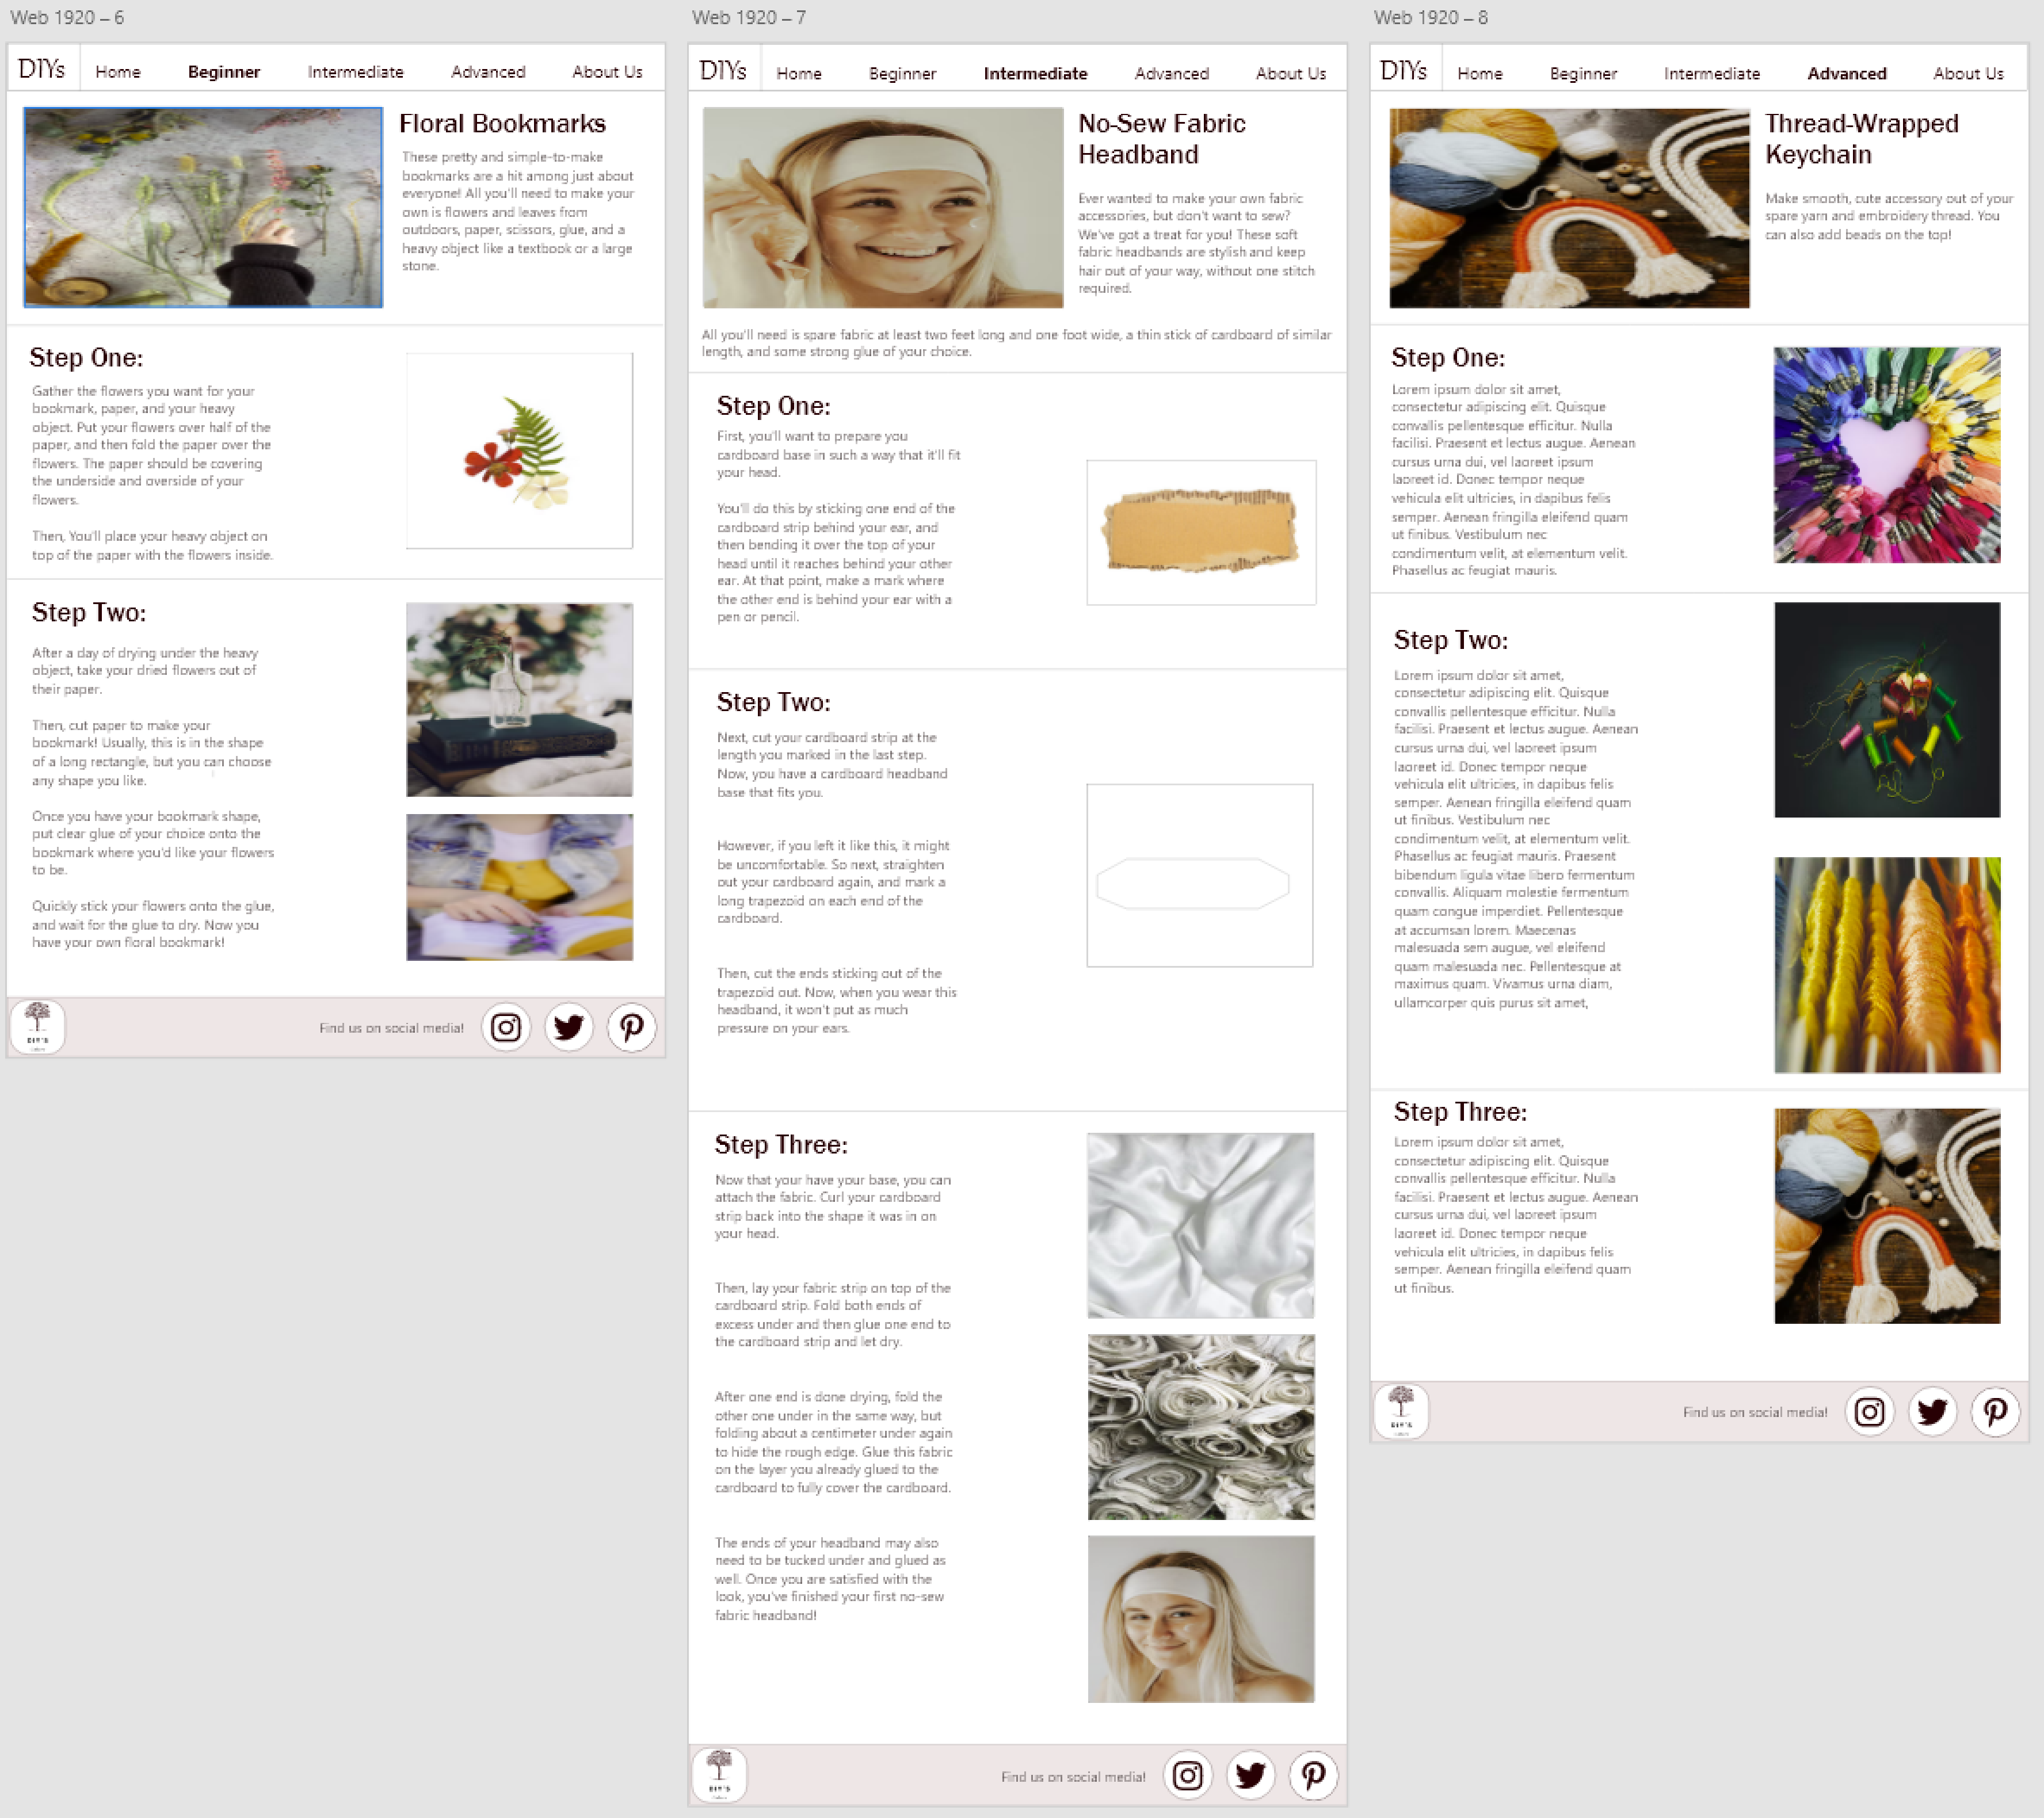 Web 1920 – 6
DIYs
Home
Beginner
Intermediate
Advanced
About Us
Floral Bookmarks
These pretty and simple-to-make
bookmarks are a hit among just about
everyone! All you'll need to make your
own is flowers and leaves from
outdoors, paper, scissors, glue, and a
heavy object like a textbook or a large
stone.
Step One:
Gather the flowers you want for your
bookmark, paper, and your heavy
object. Put your flowers over half of the
paper, and then fold the paper over the
flowers. The paper should be covering
the underside and overside of your
flowers.
Then, You'll place your heavy object on
top of the paper with the flowers inside.
Step Two:
After a day of drying under the heavy
object, take your dried flowers out of
their paper.
Then, cut paper to make your
bookmark! Usually, this is in the shape
of a long rectangle, but you can choose
any shape you like.
Once you have your bookmark shape,
put clear glue of your choice onto the
bookmark where you'd like your flowers
to be.
Quickly stick your flowers onto the glue,
and wait for the glue to dry. Now you
have your own floral bookmark!
DIY'S
Find us on social media!
Web 1920 – 7
DIYs
Home
Beginner
Intermediate
Advanced
About Us
No-Sew Fabric
Headband
Ever wanted to make your own fabric
accessories, but don't want to sew?
We've got a treat for you! These soft
fabric headbands are stylish and keep
hair out of your way, without one stitch
required.
All you'll need is spare fabric at least two feet long and one foot wide, a thin stick of cardboard of similar
length, and some strong glue of your choice.
Step One:
First, you'll want to prepare you
cardboard base in such a way that it'll fit
your head.
You'll do this by sticking one end of the
cardboard strip behind your ear, and
then bending it over the top of your
head until it reaches behind your other
ear. At that point, make a mark where
the other end is behind your ear with a
pen or pencil.
Step Two:
Next, cut your cardboard strip at the
length you marked in the last step.
Now, you have a cardboard headband
base that fits you.
However, if you left it like this, it might
be uncomfortable. So next, straighten
out your cardboard again, and mark a
long trapezoid on each end of the
cardboard.
Then, cut the ends sticking out of the
trapezoid out. Now, when you wear this
headband, it won't put as much
pressure on your ears.
Step Three:
Now that your have your base, you can
attach the fabric. Curl your cardboard
strip back into the shape it was in on
your head.
Then, lay your fabric strip on top of the
cardboard strip. Fold both ends of
excess under and then glue one end to
the cardboard strip and let dry.
After one end is done drying, fold the
other one under in the same way, but
folding about a centimeter under again
to hide the rough edge. Glue this fabric
on the layer you already glued to the
cardboard to fully cover the cardboard.
The ends of your headband may also
need to be tucked under and glued as
well. Once you are satisfied with the
look, you've finished your first no-sew
fabric headband!
DIY'S
Find us on social media!
Web 1920 – 8
DIYs
Home
Beginner
Intermediate
Advanced
About Us
Thread-Wrapped
Keychain
Make smooth, cute accessory out of your
spare yarn and embroidery thread. You
can also add beads on the top!
Step One:
Lorem ipsum dolor sit amet,
consectetur adipiscing elit. Quisque
convallis pellentesque efficitur. Nulla
facilisi. Praesent et lectus augue. Aenean
cursus urna dui, vel laoreet ipsum
laoreet id. Donec tempor neque
vehicula elit ultricies, in dapibus felis
semper. Aenean fringilla eleifend quam
ut finibus. Vestibulum nec
condimentum velit, at elementum velit.
Phasellus ac feugiat mauris.
Step Two:
Lorem ipsum dolor sit amet,
consectetur adipiscing elit. Quisque
convallis pellentesque efficitur. Nulla
facilisi. Praesent et lectus augue. Aenean
cursus urna dui, vel laoreet ipsum
laoreet id. Donec tempor neque
vehicula elit ultricies, in dapibus felis
semper. Aenean fringilla eleifend quam
ut finibus. Vestibulum nec
condimentum velit, at elementum velit.
Phasellus ac feugiat mauris. Praesent
bibendum ligula vitae libero fermentum
convallis. Aliquam molestie fermentum
quam congue imperdiet. Pellentesque
at accumsan lorem. Maecenas
malesuada sem augue, vel eleifend
quam malesuada nec. Pellentesque at
maximus quam. Vivamus urna diam,
ullamcorper quis purus sit amet,
Step Three:
Lorem ipsum dolor sit amet,
consectetur adipiscing elit. Quisque
convallis pellentesque efficitur. Nulla
facilisi. Praesent et lectus augue. Aenean
cursus urna dui, vel laoreet ipsum
laoreet id. Donec tempor neque
vehicula elit ultricies, in dapibus felis
semper. Aenean fringilla eleifend quam
ut finibus.
DIY'S
Find us on social media!